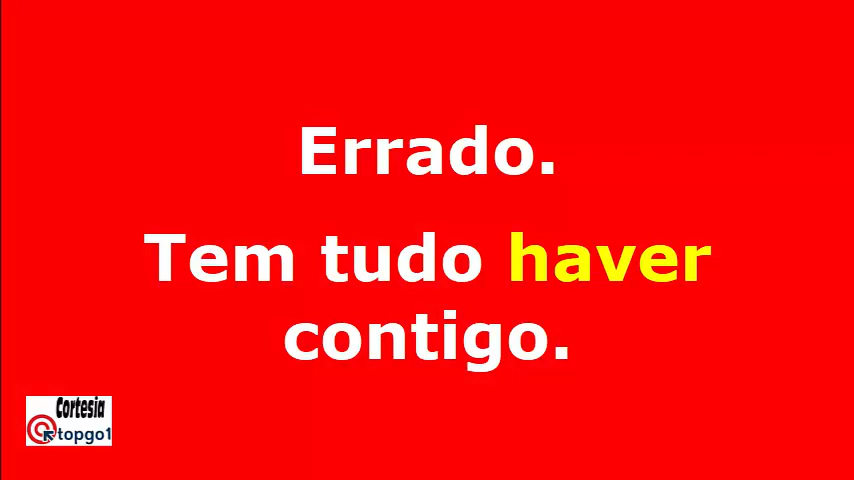 Errado.
Tem tudo haver
contigo.
Cortesia
topgo1